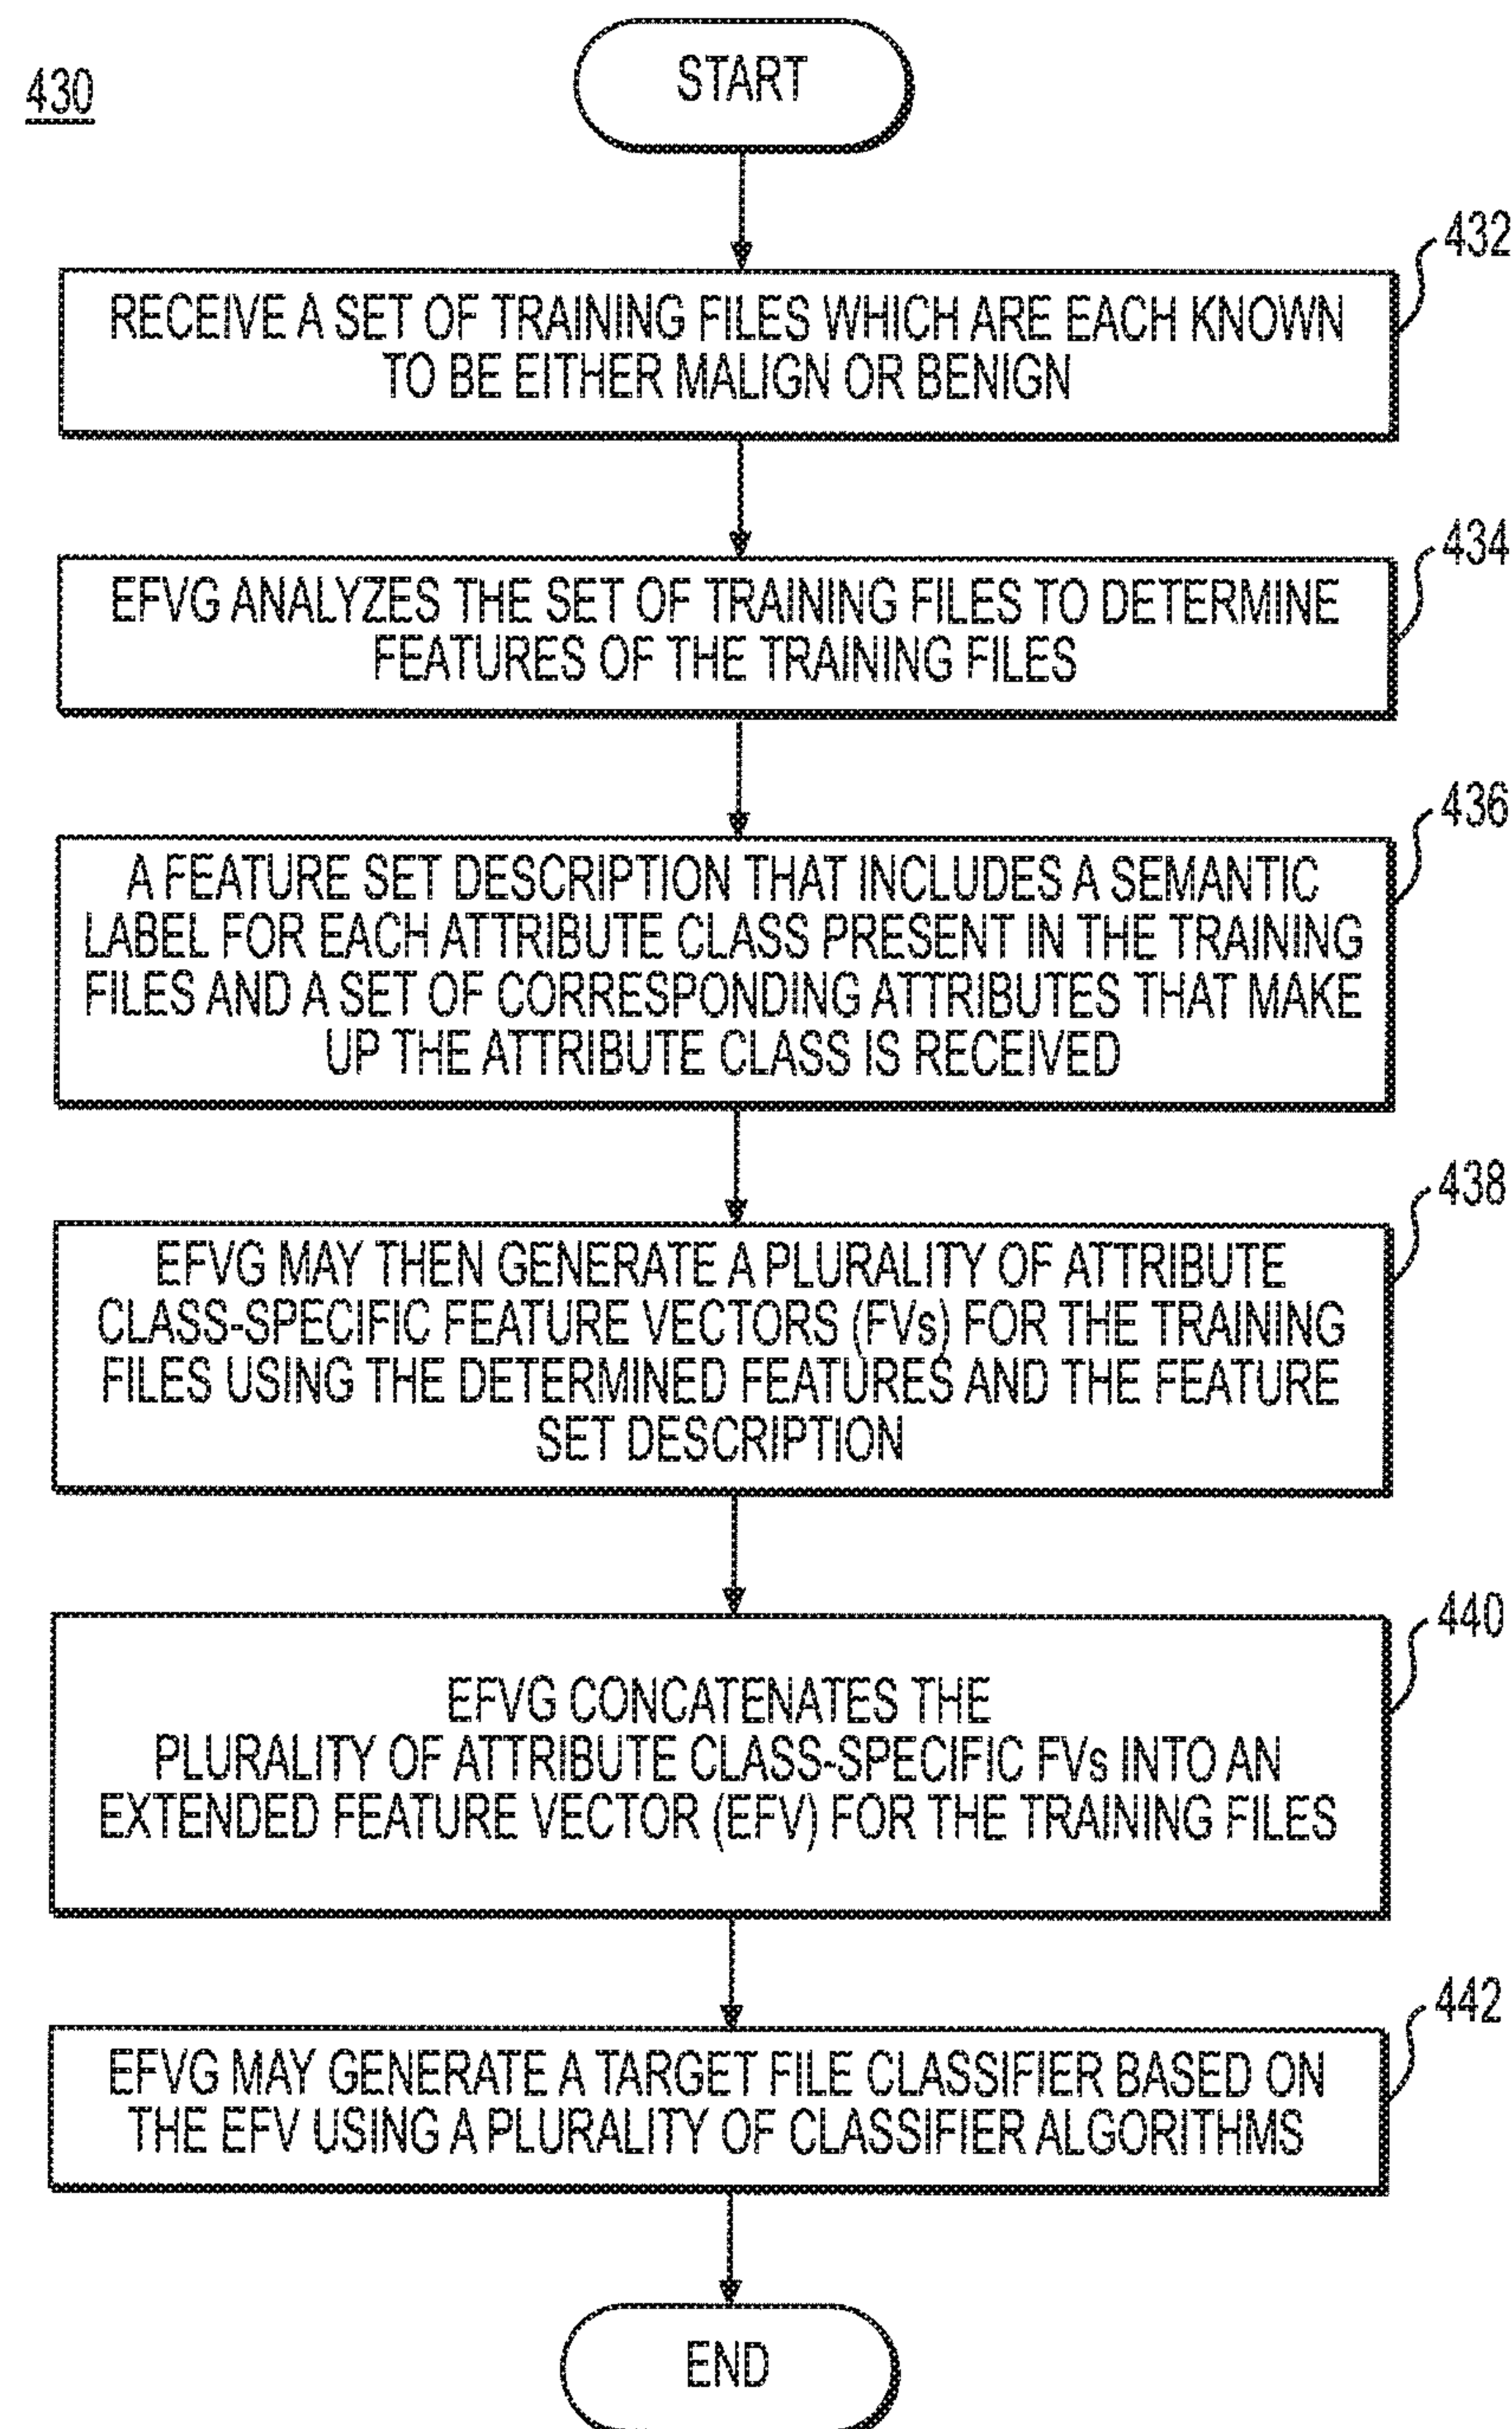 430
START
432
RECEIVE A SET OF TRAINING FILES WHICH ARE EACH KNOWN
TO BE EITHER MALIGN OR BENIGN
434
EFVG ANALYZES THE SET OF TRAINING FILES TO DETERMINE
FEATURES OF THE TRAINING FILES
436
A FEATURE SET DESCRIPTION THAT INCLUDES A SEMANTIC
LABEL FOR EACH ATTRIBUTE CLASS PRESENT IN THE TRAINING
FILES AND A SET OF CORRESPONDING ATTRIBUTES THAT MAKE
UP THE ATTRIBUTE CLASS IS RECEIVED
438
EFVG MAY THEN GENERATE A PLURALITY OF ATTRIBUTE
CLASS-SPECIFIC FEATURE VECTORS (FVs) FOR THE TRAINING
FILES USING THE DETERMINED FEATURES AND THE FEATURE
SET DESCRIPTION
440
EFVG CONCATENATES THE
PLURALITY OF ATTRIBUTE CLASS-SPECIFIC FVs INTO AN
EXTENDED FEATURE VECTOR (EFV) FOR THE TRAINING FILES
442
EFVG MAY GENERATE A TARGET FILE CLASSIFIER BASED ON
THE EFV USING A PLURALITY OF CLASSIFIER ALGORITHMS
END